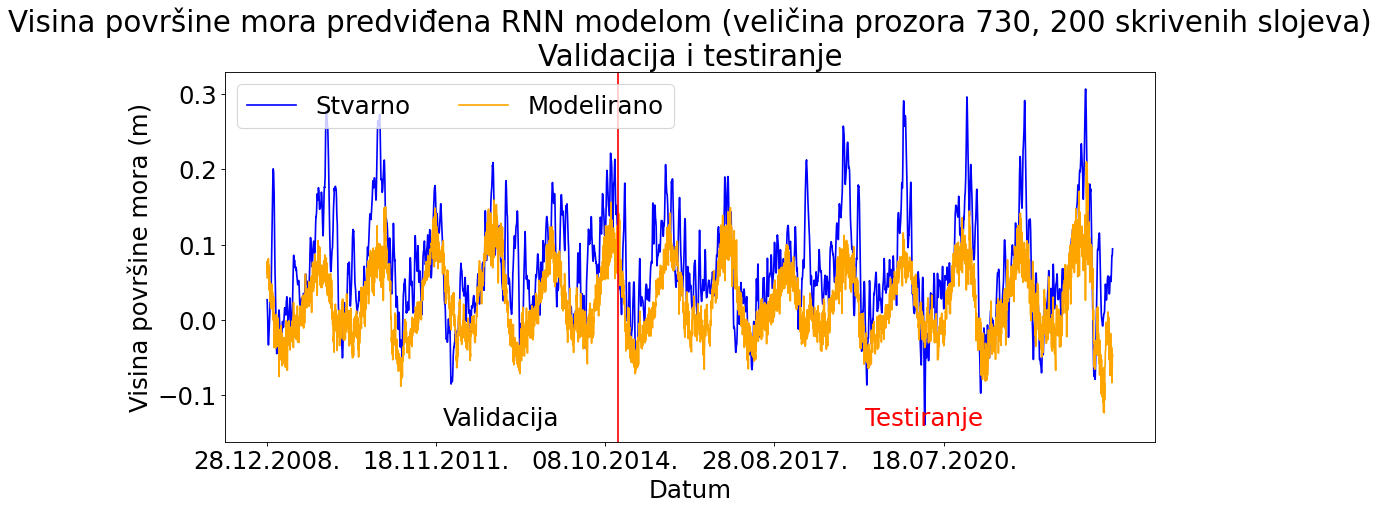 Visina površine mora predviđena RNN modelom (veličina prozora 730, 200 skrivenih slojeva)
Validacija i testiranje
Stvarno
Modelirano
Visina površine mora (m)
0.3
0.2
0.1
0.0
−0.1
Validacija
Testiranje
28.12.2008.
18.11.2011.
08.10.2014.
28.08.2017.
18.07.2020.
Datum